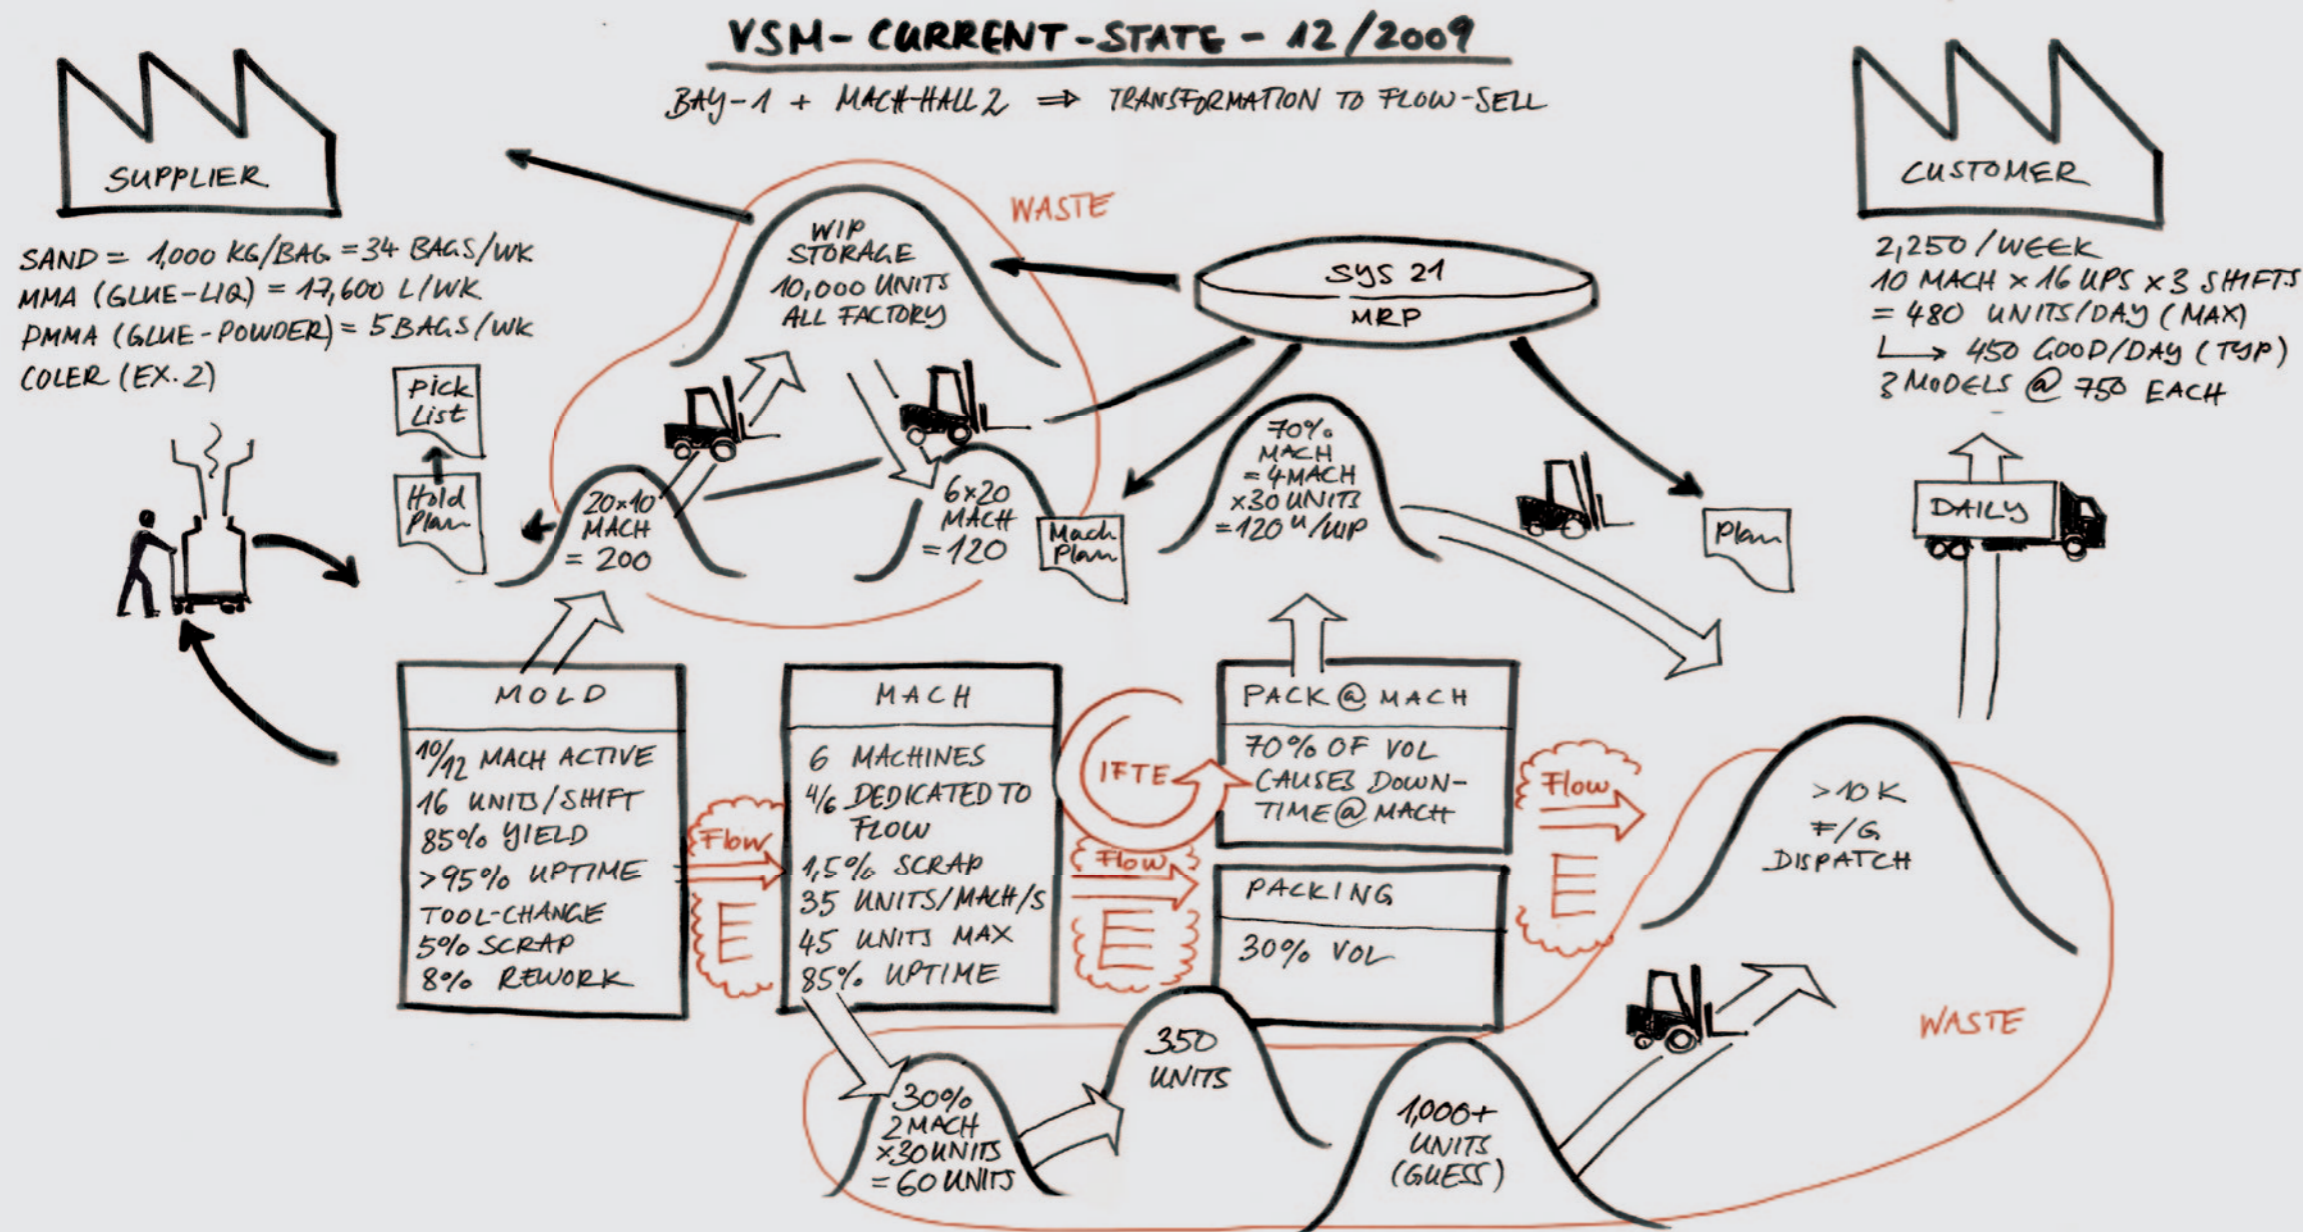 VSM - CURRENT - STATE - 12/2009
BAY-1 + MACH-HALL 2 ⇒ TRANSFORMATION TO FLOW-SELL
SUPPLIER
SAND = 1,000 KG/BAG = 34 BAGS/WK
MMA (GLUE-LIQ) = 17,600 L/WK
PMMA (GLUE-POWDER) = 5 BAGS/WK
COLER (EX.2)
Pick
List
Hold
Plan
WASTE
WIP
STORAGE
10,000 UNITS
ALL FACTORY
20x10
MACH
= 200
6x20
MACH
= 120
Mach
Plan
SYS 21
MRP
70%
MACH
= 4 MACH
x30 UNITS
= 120 U/WIP
Plan
CUSTOMER
2,250 / WEEK
10 MACH x 16 UPS x 3 SHIFTS
= 480 UNITS/DAY (MAX)
↳ 450 GOOD/DAY (TYP)
3 MODELS @ 750 EACH
DAILY
MOLD
10/12 MACH ACTIVE
16 UNITS/SHIFT
85% YIELD
>95% UPTIME
TOOL-CHANGE
5% SCRAP
8% REWORK
Flow
E
MACH
6 MACHINES
4/6 DEDICATED TO
FLOW
1,5% SCRAP
35 UNITS/MACH/S
45 UNITS MAX
85% UPTIME
IFTE
Flow
E
PACK @ MACH
70% OF VOL
CAUSES DOWN-
TIME @ MACH
PACKING
30% VOL
Flow
E
>10 K
F/G
DISPATCH
WASTE
30%
2 MACH
x30 UNITS
= 60 UNITS
350
UNITS
1,000+
UNITS
(GUESS)